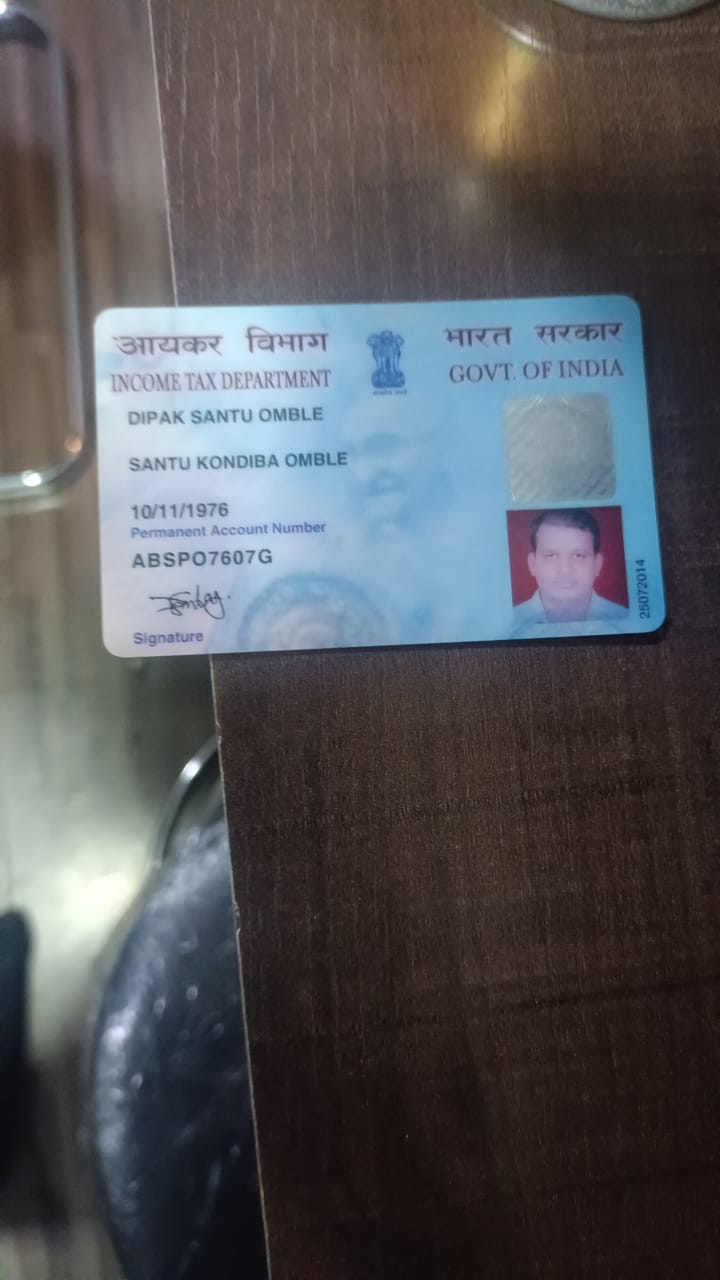 आयकर विभाग
भारत सरकार
INCOME TAX DEPARTMENT
GOVT. OF INDIA
DIPAK SANTU OMBLE
SANTU KONDIBA OMBLE
10/11/1976
Permanent Account Number
ABSPO7607G
Signature
25072014